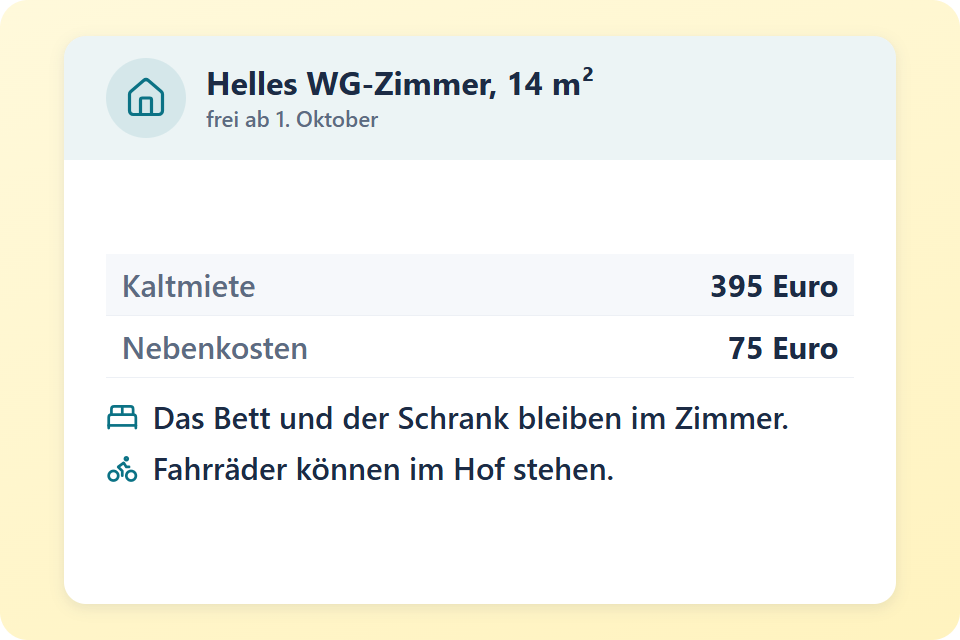 Helles WG-Zimmer, 14 m²
frei ab 1. Oktober
Kaltmiete 395 Euro
Nebenkosten 75 Euro
Das Bett und der Schrank bleiben im Zimmer.
Fahrräder können im Hof stehen.